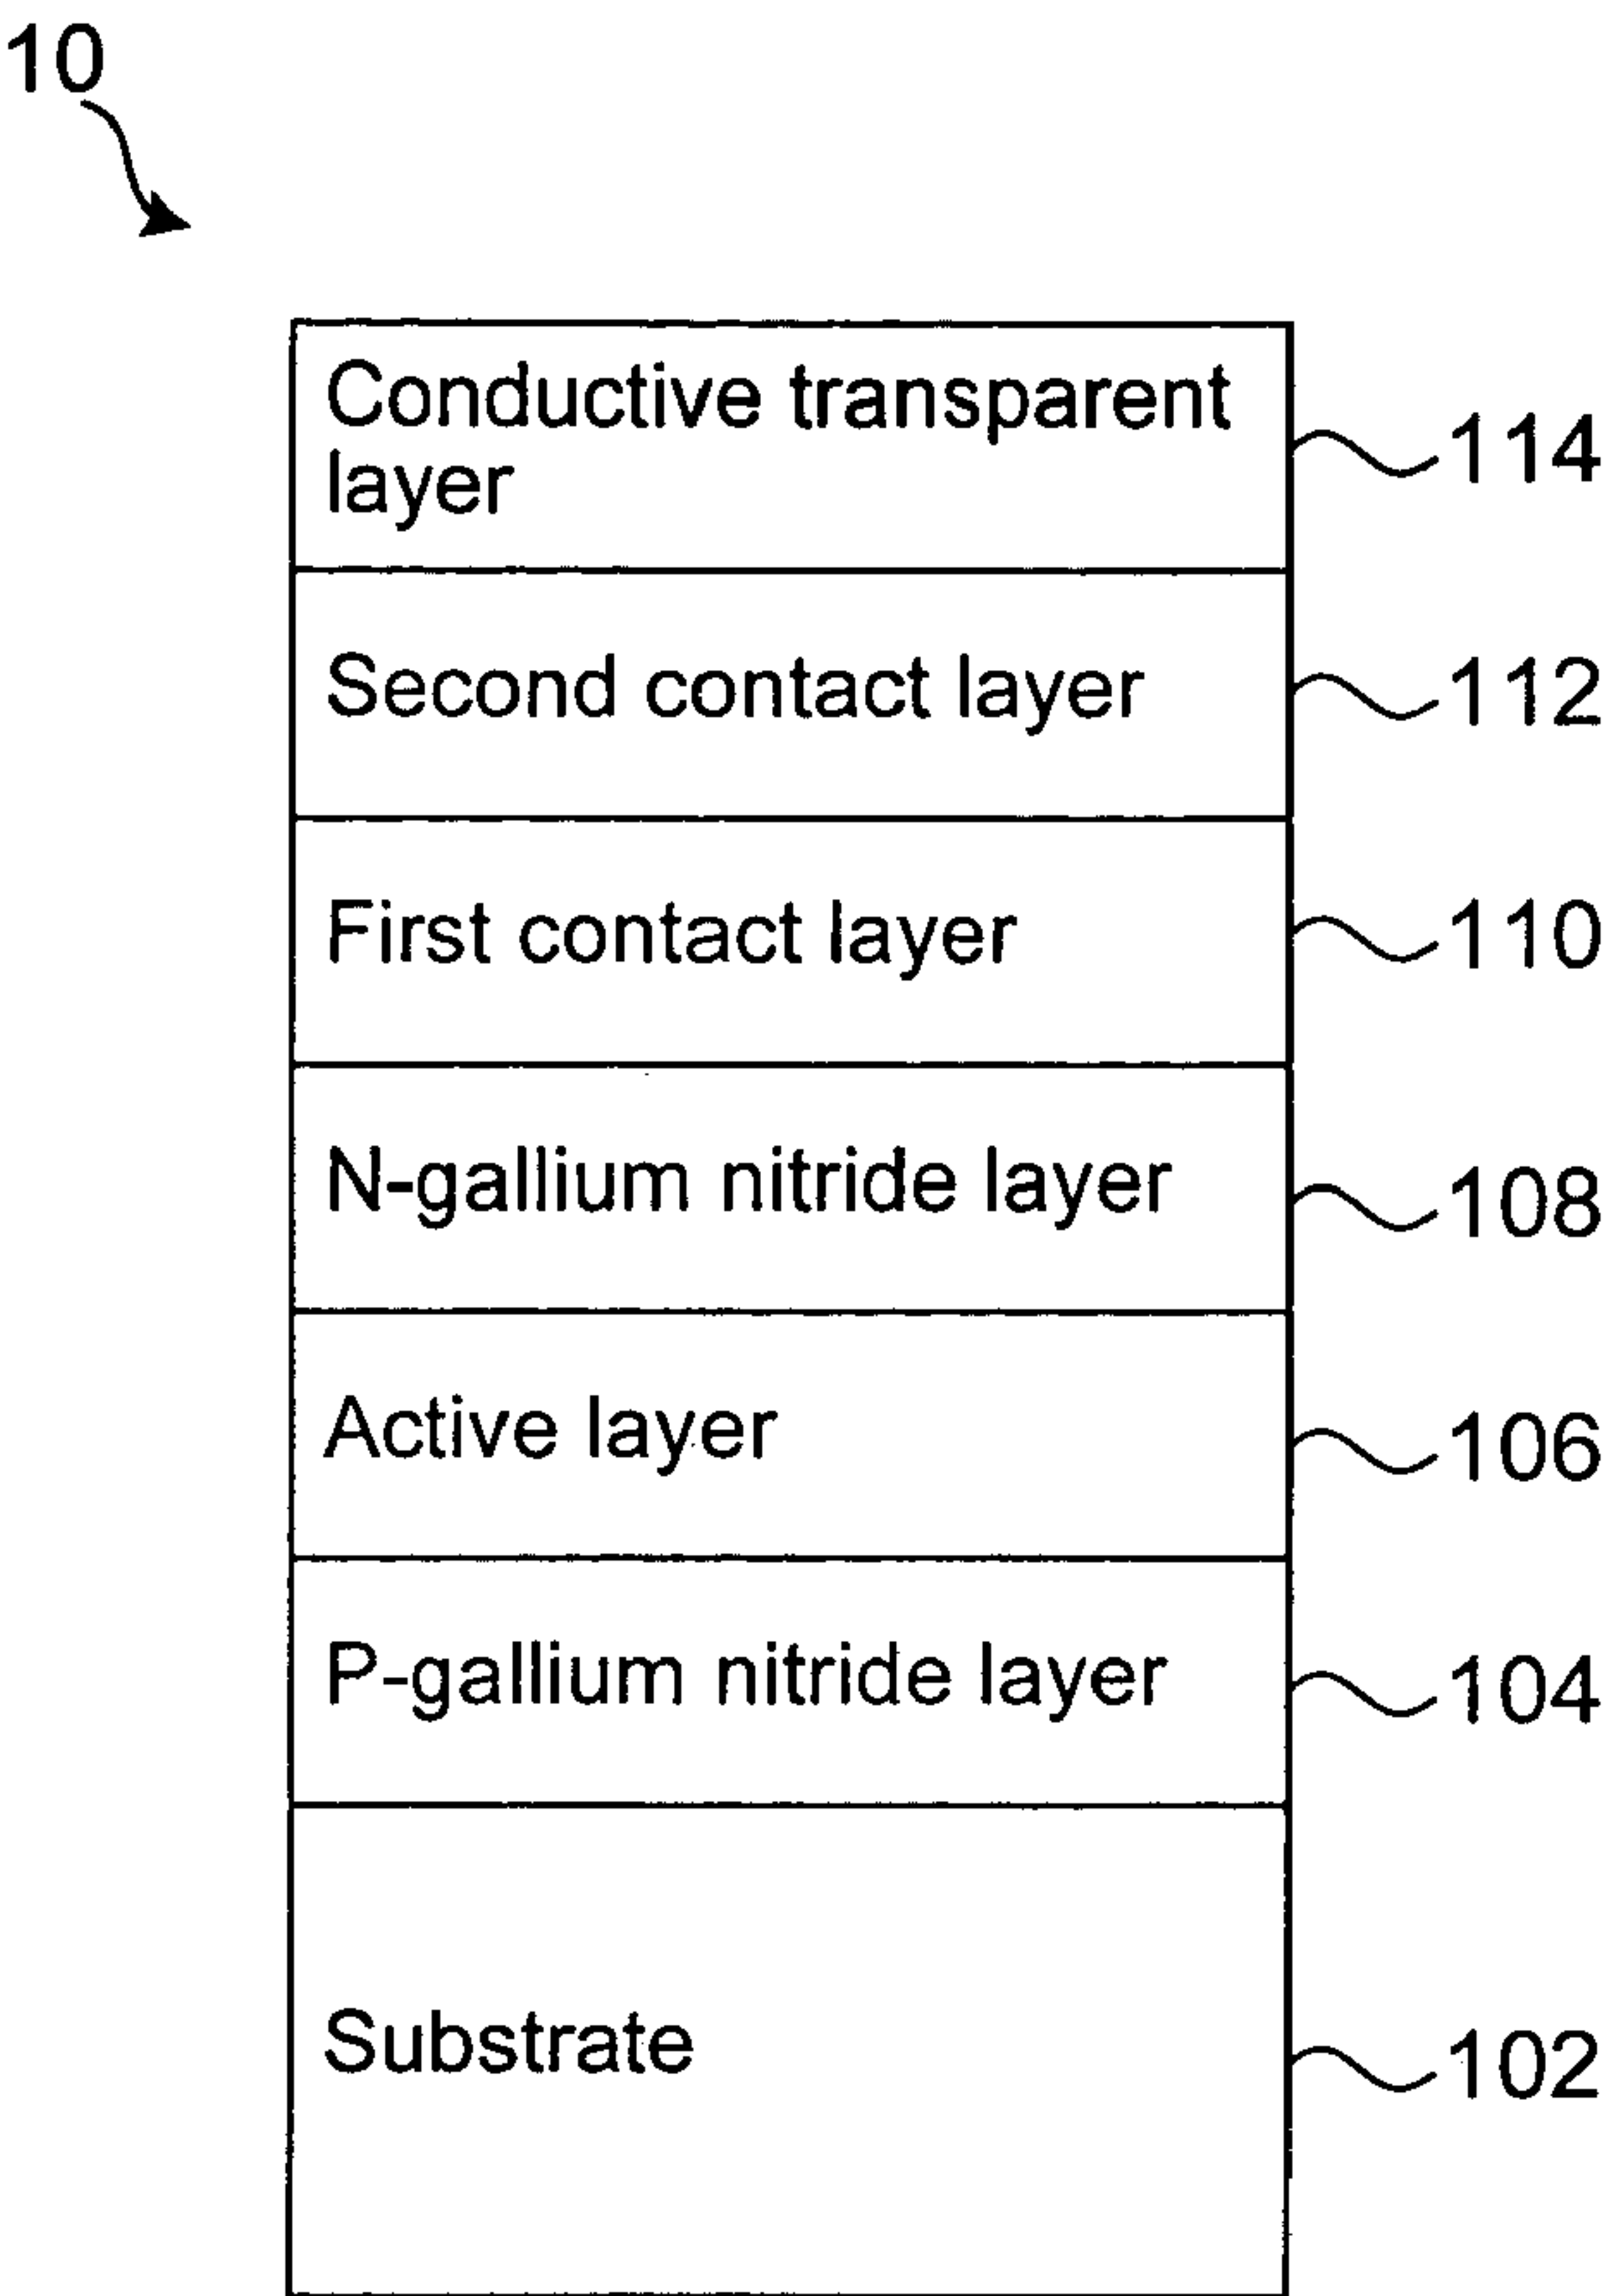 10
Conductive transparent
layer
114
Second contact layer
112
First contact layer
110
N-gallium nitride layer
108
Active layer
106
P-gallium nitride layer
104
Substrate
102